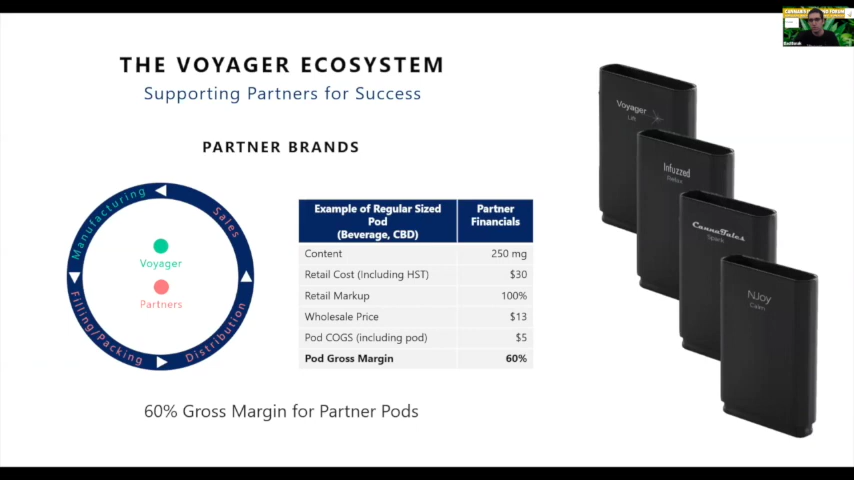 THE VOYAGER ECOSYSTEM
Supporting Partners for Success
PARTNER BRANDS
Manufacturing
Sales
Distribution
Filling/Packing
Voyager
Partners
Example of Regular Sized Pod (Beverage, CBD) Partner Financials
Content 250 mg
Retail Cost (Including HST) $30
Retail Markup 100%
Wholesale Price $13
Pod COGS (including pod) $5
Pod Gross Margin 60%
60% Gross Margin for Partner Pods
Voyager
Lift
Infuzzed
CannaTales
Spark
NJoy
Calm